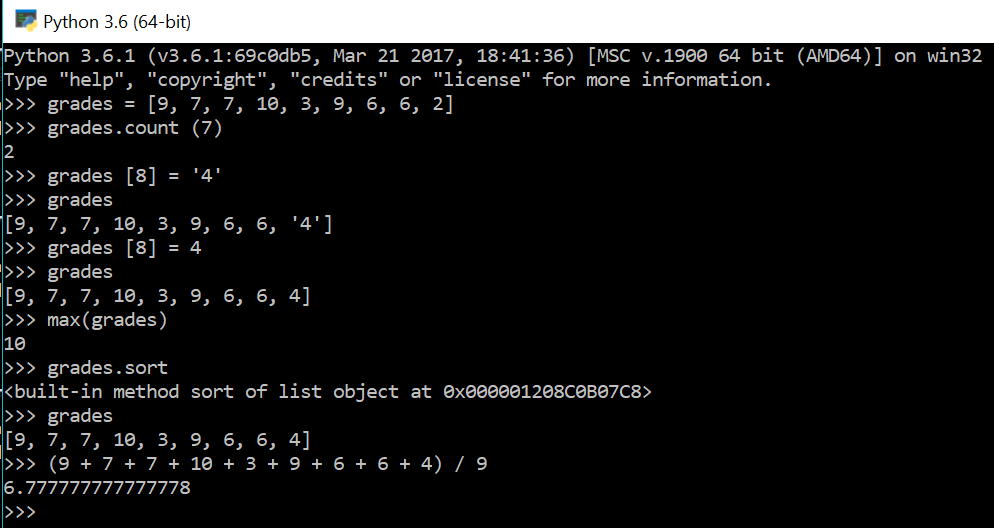 Python 3.6 (64-bit)
Python 3.6.1 (v3.6.1:69c0db5, Mar 21 2017, 18:41:36) [MSC v.1900 64 bit (AMD64)] on win32
Type "help", "copyright", "credits" or "license" for more information.
>>> grades = [9, 7, 7, 10, 3, 9, 6, 6, 2]
>>> grades.count (7)
2
>>> grades [8] = '4'
>>> grades
[9, 7, 7, 10, 3, 9, 6, 6, '4']
>>> grades [8] = 4
>>> grades
[9, 7, 7, 10, 3, 9, 6, 6, 4]
>>> max(grades)
10
>>> grades.sort
<built-in method sort of list object at 0x000001208C0B07C8>
>>> grades
[9, 7, 7, 10, 3, 9, 6, 6, 4]
>>> (9 + 7 + 7 + 10 + 3 + 9 + 6 + 6 + 4) / 9
6.777777777777778
>>>